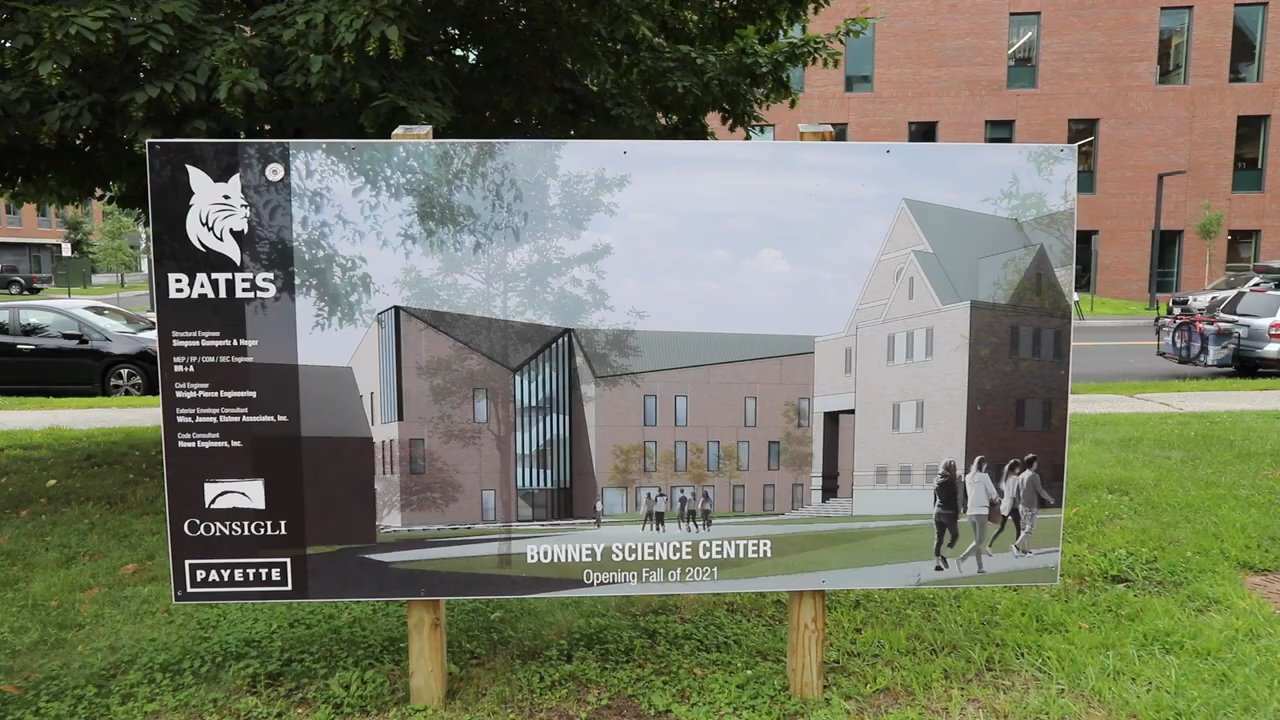 BATES
Structural Engineer
Simpson Gumpertz & Heger
MEP / FP / COM / SEC Engineer
BR+A
Civil Engineer
Wright-Pierce Engineering
Exterior Envelope Consultant
Wiss, Janney, Elstner Associates, Inc.
Code Consultant
Howe Engineers, Inc.
CONSIGLI
PAYETTE
BONNEY SCIENCE CENTER
Opening Fall of 2021